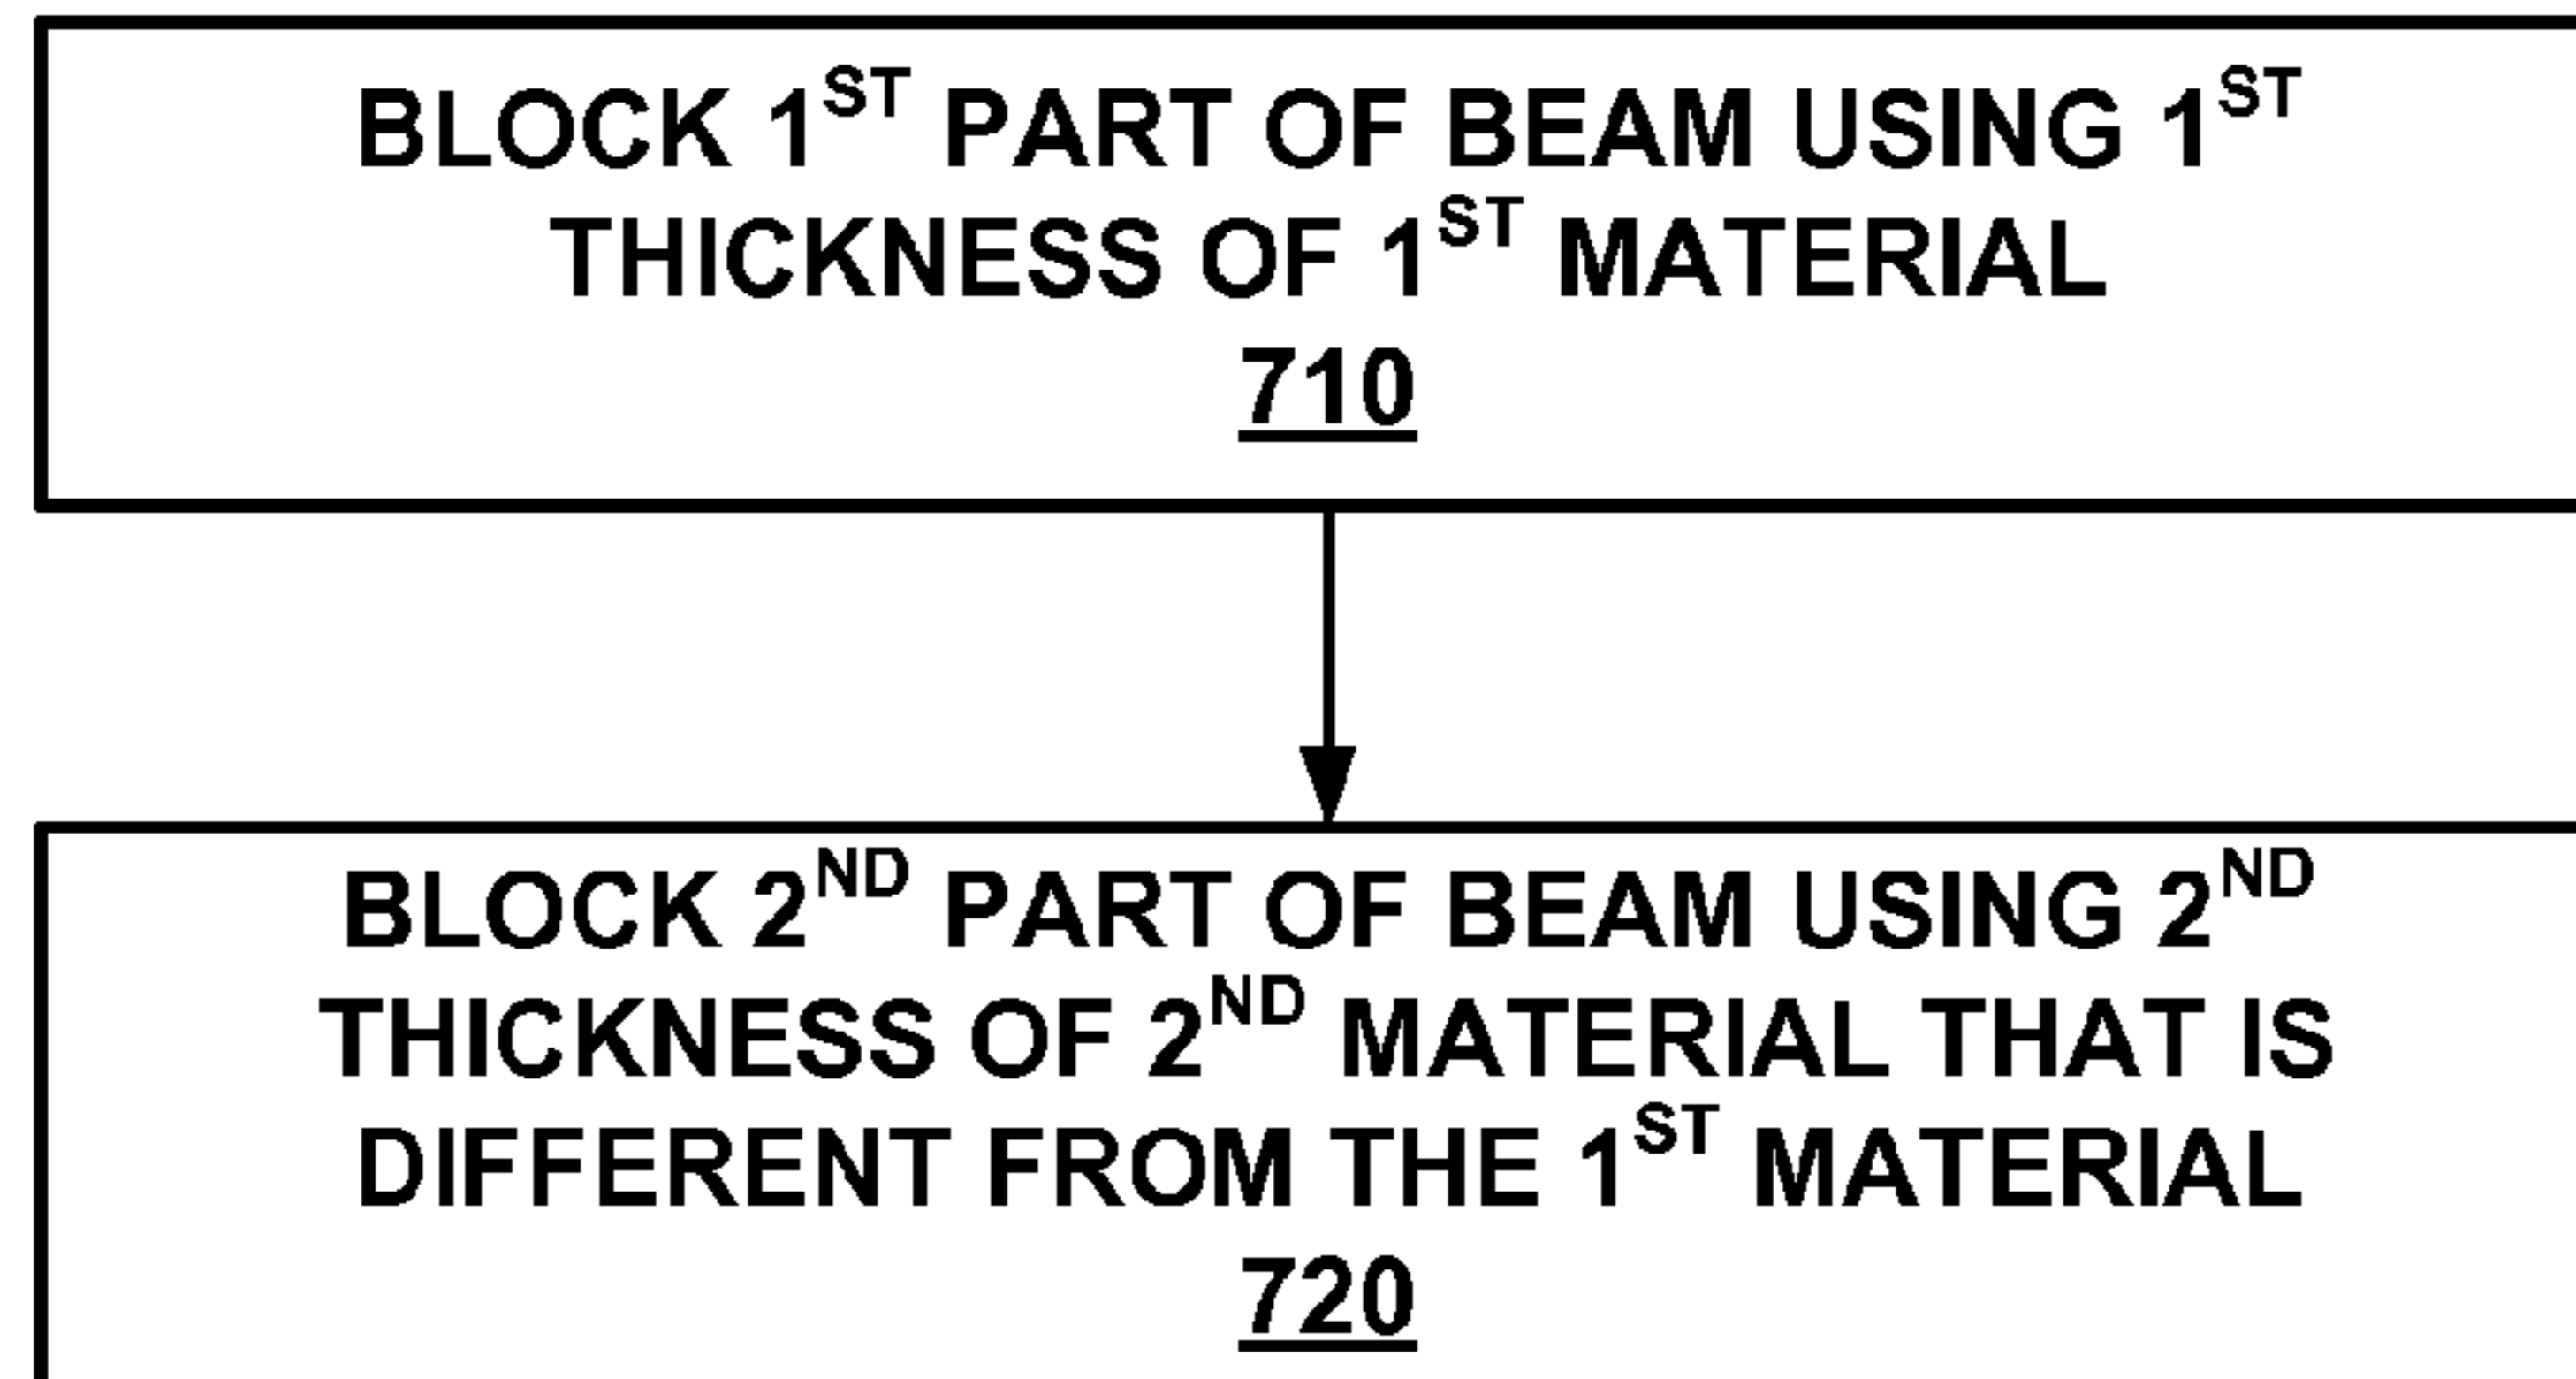 BLOCK 1ST PART OF BEAM USING 1ST
THICKNESS OF 1ST MATERIAL
710
BLOCK 2ND PART OF BEAM USING 2ND
THICKNESS OF 2ND MATERIAL THAT IS
DIFFERENT FROM THE 1ST MATERIAL
720